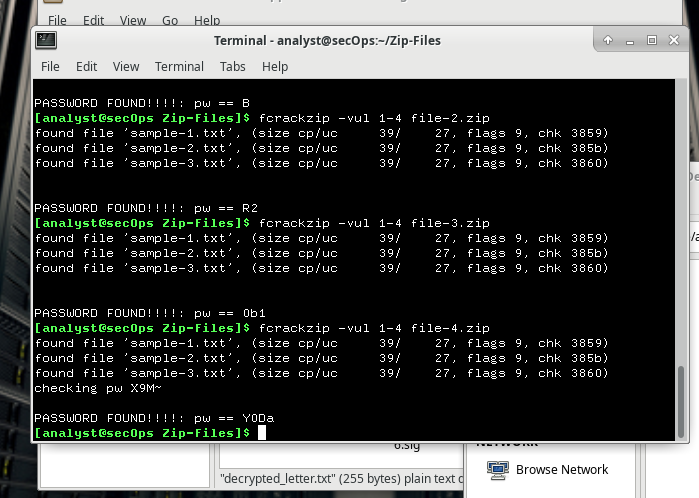 File Edit View Go Help
Terminal - analyst@secOps:~/Zip-Files
File Edit View Terminal Tabs Help
PASSWORD FOUND!!!!: pw == B
[analyst@secOps Zip-Files]$ fcrackzip -vul 1-4 file-2.zip
found file 'sample-1.txt', (size cp/uc     39/    27, flags 9, chk 3859)
found file 'sample-2.txt', (size cp/uc     39/    27, flags 9, chk 385b)
found file 'sample-3.txt', (size cp/uc     39/    27, flags 9, chk 3860)
PASSWORD FOUND!!!!: pw == R2
[analyst@secOps Zip-Files]$ fcrackzip -vul 1-4 file-3.zip
found file 'sample-1.txt', (size cp/uc     39/    27, flags 9, chk 3859)
found file 'sample-2.txt', (size cp/uc     39/    27, flags 9, chk 385b)
found file 'sample-3.txt', (size cp/uc     39/    27, flags 9, chk 3860)
PASSWORD FOUND!!!!: pw == 0b1
[analyst@secOps Zip-Files]$ fcrackzip -vul 1-4 file-4.zip
found file 'sample-1.txt', (size cp/uc     39/    27, flags 9, chk 3859)
found file 'sample-2.txt', (size cp/uc     39/    27, flags 9, chk 385b)
found file 'sample-3.txt', (size cp/uc     39/    27, flags 9, chk 3860)
checking pw X9M~
PASSWORD FOUND!!!!: pw == Y0Da
[analyst@secOps Zip-Files]$
"decrypted_letter.txt" (255 bytes) plain text
Browse Network